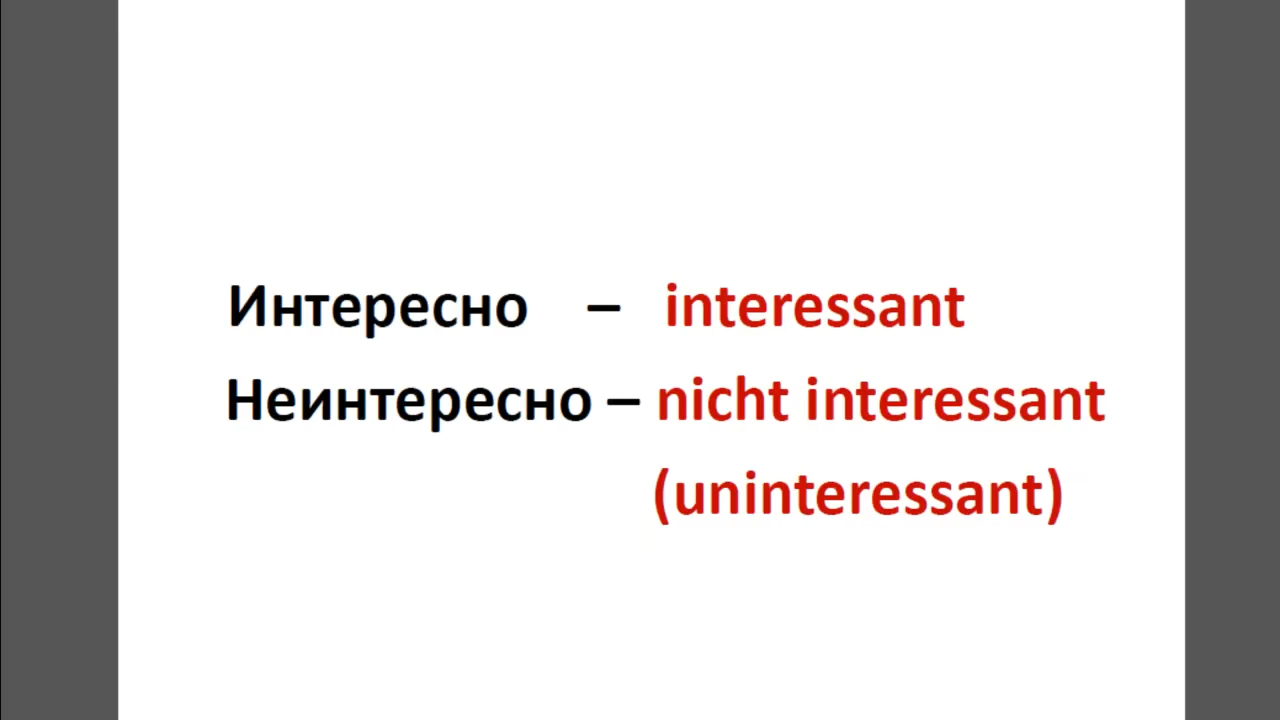 Интересно – interessant
Неинтересно – nicht interessant
(uninteressant)